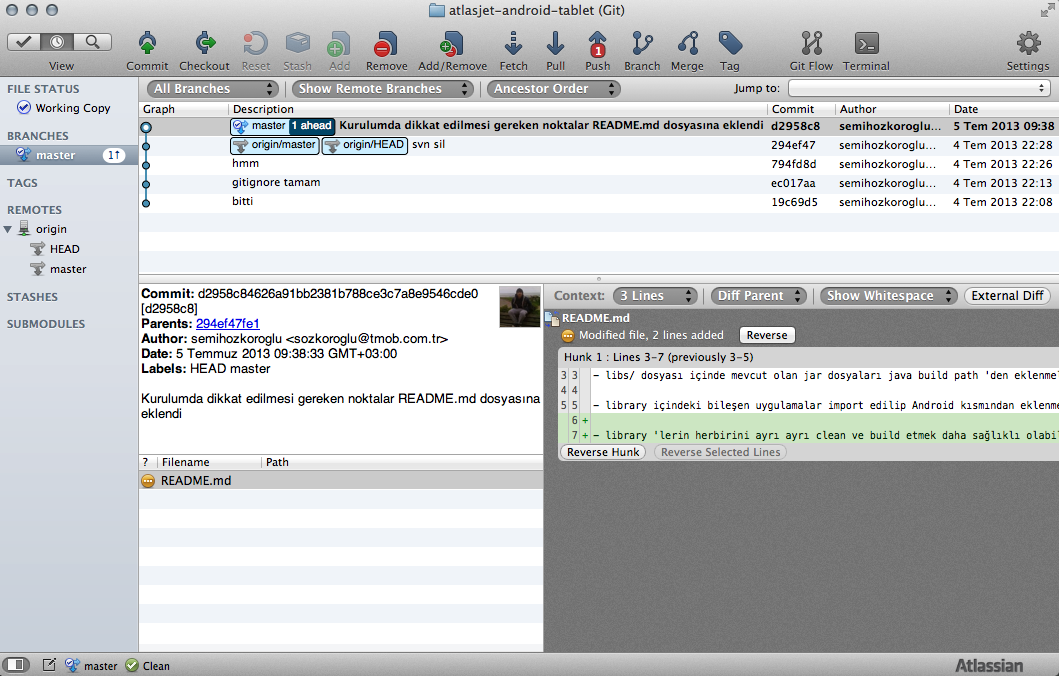 atlasjet-android-tablet (Git)
View Commit Checkout Reset Stash Add Remove Add/Remove Fetch Pull 1 Push Branch Merge Tag Git Flow Terminal Settings
FILE STATUS
Working Copy
BRANCHES
master 1↑
TAGS
REMOTES
origin
HEAD
master
STASHES
SUBMODULES
All Branches Show Remote Branches Ancestor Order Jump to:
Graph Description Commit Author Date
master 1 ahead Kurulumda dikkat edilmesi gereken noktalar README.md dosyasına eklendi d2958c8 semihozkoroglu... 5 Tem 2013 09:38
origin/master origin/HEAD svn sil 294ef47 semihozkoroglu... 4 Tem 2013 22:28
hmm 794fd8d semihozkoroglu... 4 Tem 2013 22:26
gitignore tamam ec017aa semihozkoroglu... 4 Tem 2013 22:13
bitti 19c69d5 semihozkoroglu... 4 Tem 2013 22:08
Commit: d2958c84626a91bb2381b788ce3c7a8e9546cde0
[d2958c8]
Parents: 294ef47fe1
Author: semihozkoroglu <sozkoroglu@tmob.com.tr>
Date: 5 Temmuz 2013 09:38:33 GMT+03:00
Labels: HEAD master
Kurulumda dikkat edilmesi gereken noktalar README.md dosyasına
eklendi
? Filename Path
README.md
Context: 3 Lines Diff Parent Show Whitespace External Diff
README.md
Modified file, 2 lines added Reverse
Hunk 1 : Lines 3-7 (previously 3-5)
3 3 - libs/ dosyası içinde mevcut olan jar dosyaları java build path 'den eklenme
4 4
5 5 - library içindeki bileşen uygulamalar import edilip Android kısmından eklenme
6 +
7 + - library 'lerin herbirini ayrı ayrı clean ve build etmek daha sağlıklı olabil
Reverse Hunk Reverse Selected Lines
master Clean Atlassian